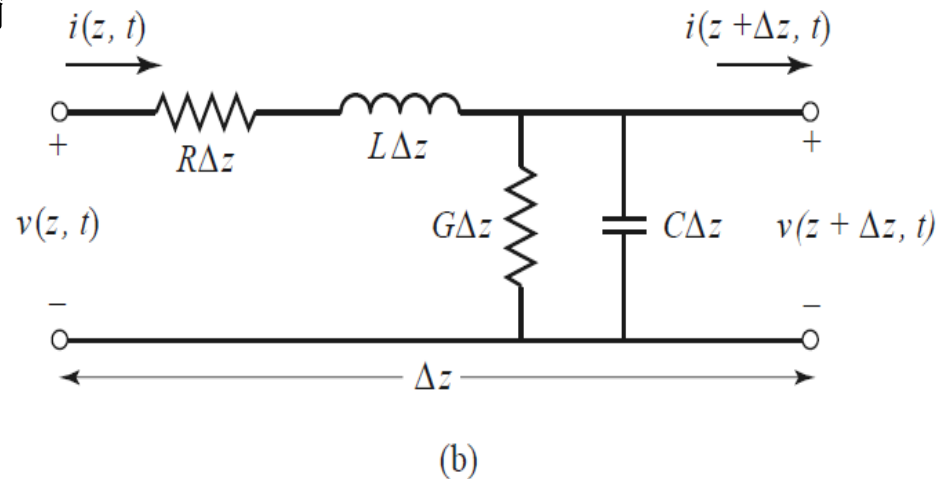 i(z, t)
i(z +Δz, t)
+
RΔz
LΔz
+
v(z, t)
GΔz
CΔz
v(z + Δz, t)
−
−
Δz
(b)